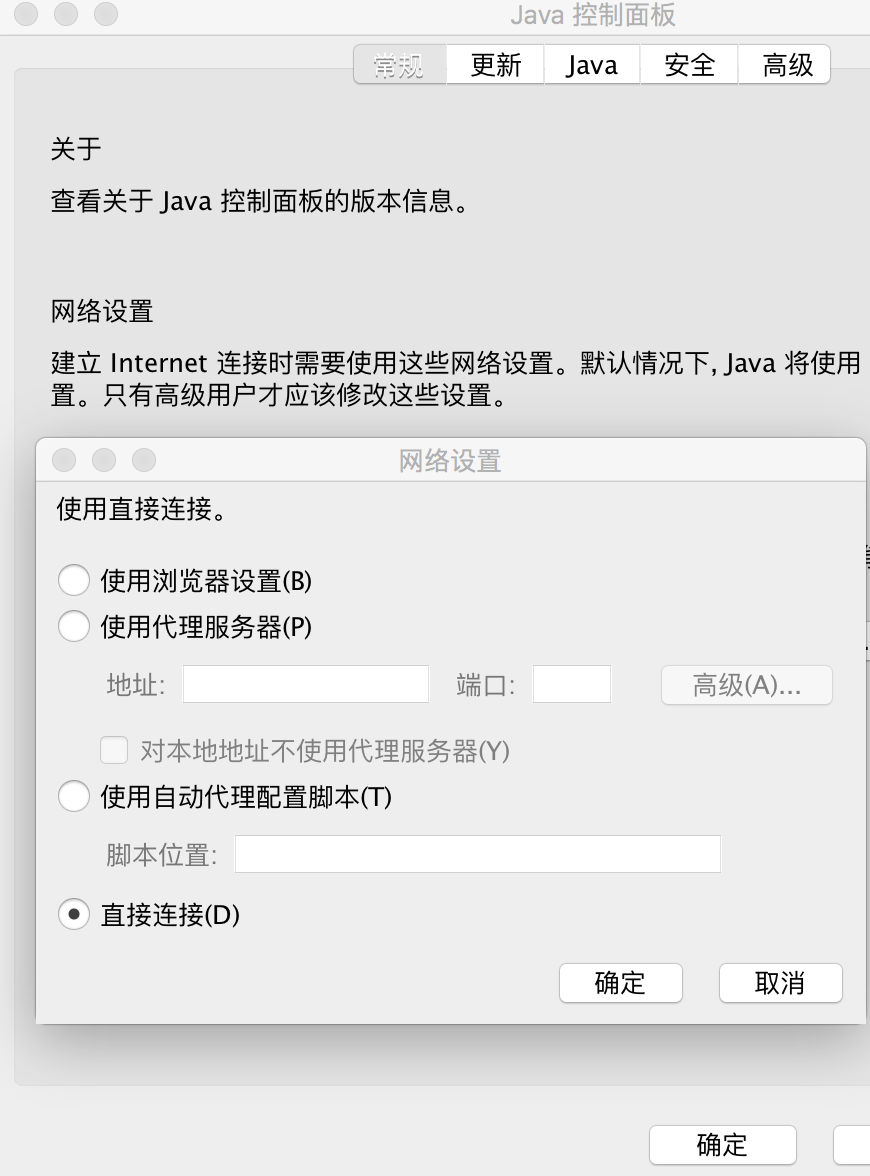 Java 控制面板
常规 更新 Java 安全 高级
关于
查看关于 Java 控制面板的版本信息。
网络设置
建立 Internet 连接时需要使用这些网络设置。默认情况下, Java 将使用
置。只有高级用户才应该修改这些设置。
网络设置
使用直接连接。
使用浏览器设置(B)
使用代理服务器(P)
地址: 端口: 高级(A)...
对本地地址不使用代理服务器(Y)
使用自动代理配置脚本(T)
脚本位置:
直接连接(D)
确定 取消
确定